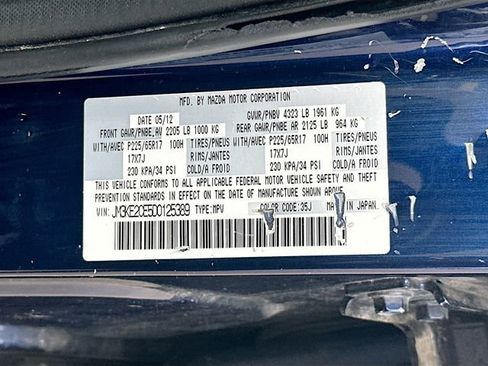 MFD. BY MAZDA MOTOR CORPORATION
DATE 05/12 GVWR/PNBV 4323 LB 1961 KG
FRONT GAWR/PNBE,AV 2205 LB 1000 KG REAR GAWR/PNBE, AR 2125 LB 964 KG
WITH/AVEC P225/65R17 100H TIRES/PNEUS WITH/AVEC P225/65R17 100H TIRES/PNEUS
17X7J RIMS/JANTES 17X7J RIMS/JANTES
230 KPA/34 PSI COLD/A FROID 230 KPA/34 PSI COLD/A FROID
THIS VEHICLE CONFORMS TO ALL APPLICABLE FEDERAL MOTOR VEHICLE SAFETY AND THEFT
PREVENTION STANDARDS IN EFFECT ON THE DATE OF MANUFACTURE SHOWN ABOVE.
VIN: JM3KE2CE5D0125389 TYPE:MPV COLOR CODE:35J MADE IN JAPAN.